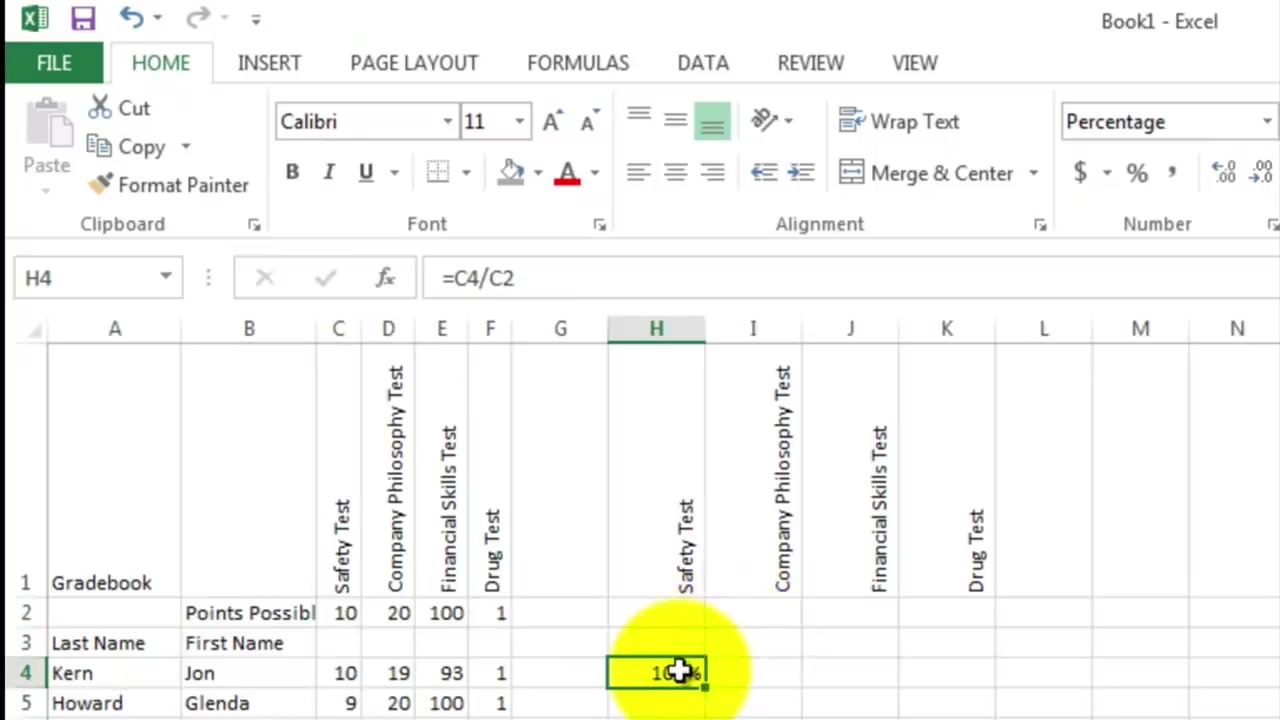 Book1 - Excel
FILE HOME INSERT PAGE LAYOUT FORMULAS DATA REVIEW VIEW
Cut
Copy
Format Painter
Paste
Clipboard
Calibri 11
B I U A
Font
Wrap Text
Merge & Center
Alignment
Percentage
$ % ,
Number
H4 fx =C4/C2
A B C D E F G H I J K L M N
1 Gradebook Safety Test Company Philosophy Test Financial Skills Test Drug Test Safety Test Company Philosophy Test Financial Skills Test Drug Test
2 Points Possibl 10 20 100 1
3 Last Name First Name
4 Kern Jon 10 19 93 1
5 Howard Glenda 9 20 100 1